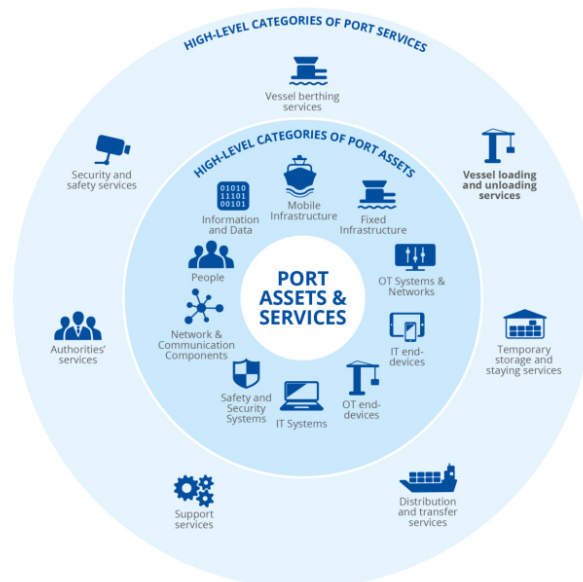 HIGH-LEVEL CATEGORIES OF PORT SERVICES
Vessel berthing
services
Security and
safety services
Vessel loading
and unloading
services
HIGH-LEVEL CATEGORIES OF PORT ASSETS
01010
11101
00101
Information
and Data
Mobile
Infrastructure
Fixed
Infrastructure
People
PORT
ASSETS &
SERVICES
OT Systems &
Networks
Network &
Communication
Components
IT end-
devices
Authorities'
services
Temporary
storage and
staying services
Safety and
Security
Systems
IT Systems
OT end-
devices
Support
services
Distribution
and transfer
services